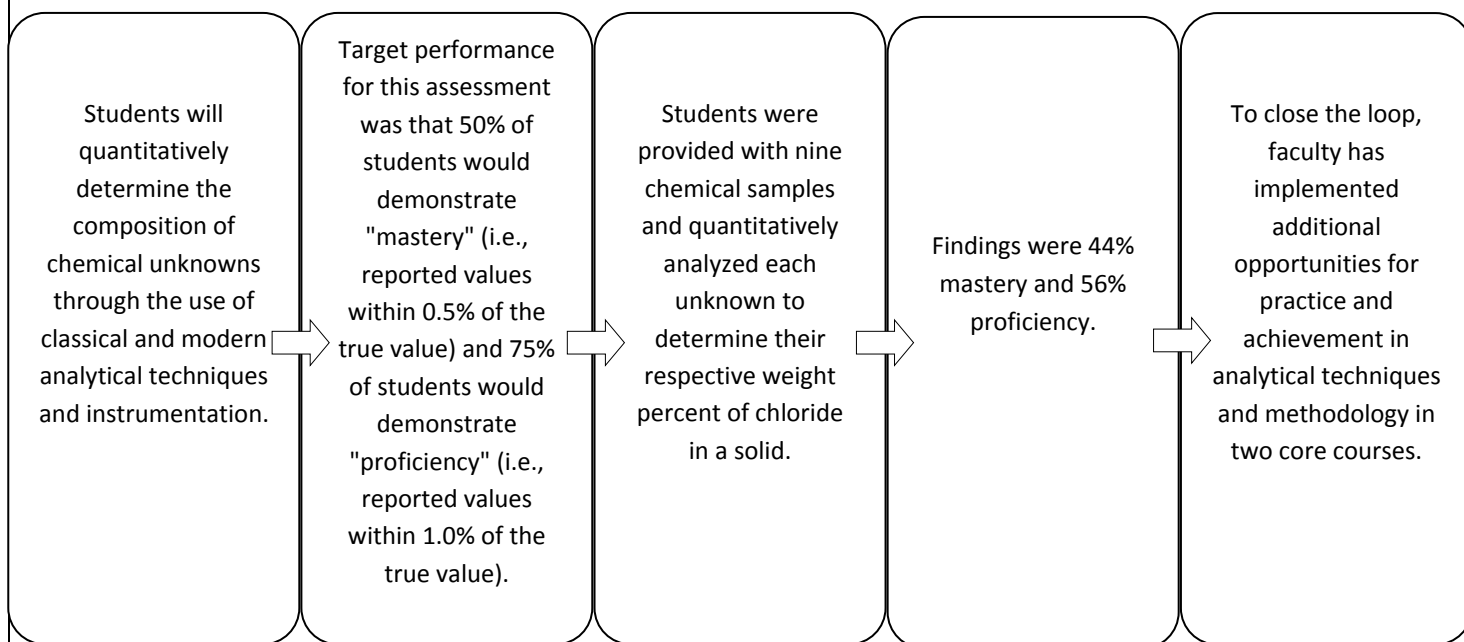 Students will
quantitatively
determine the
composition of
chemical unknowns
through the use of
classical and modern
analytical techniques
and instrumentation.
Target performance
for this assessment
was that 50% of
students would
demonstrate
"mastery" (i.e.,
reported values
within 0.5% of the
true value) and 75%
of students would
demonstrate
"proficiency" (i.e.,
reported values
within 1.0% of the
true value).
Students were
provided with nine
chemical samples
and quantitatively
analyzed each
unknown to
determine their
respective weight
percent of chloride
in a solid.
Findings were 44%
mastery and 56%
proficiency.
To close the loop,
faculty has
implemented
additional
opportunities for
practice and
achievement in
analytical techniques
and methodology in
two core courses.